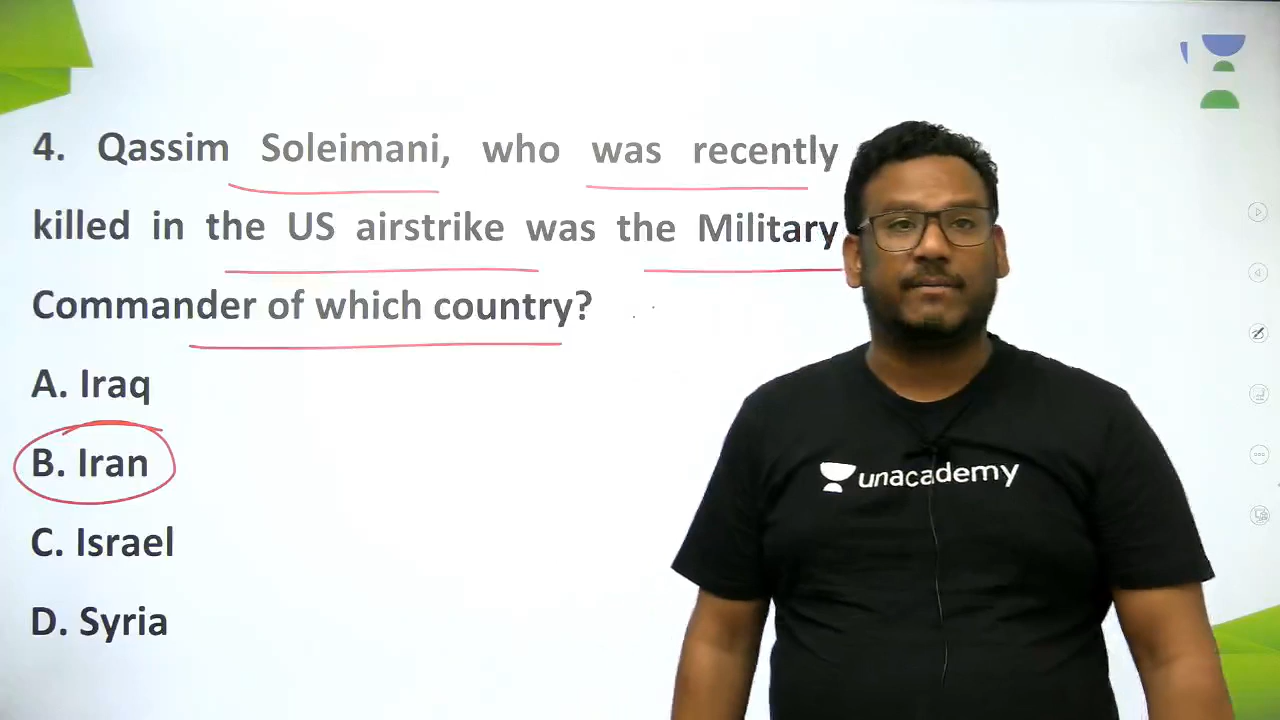 4. Qassim Soleimani, who was recently
killed in the US airstrike was the Military
Commander of which country?
A. Iraq
B. Iran
C. Israel
D. Syria
unacademy